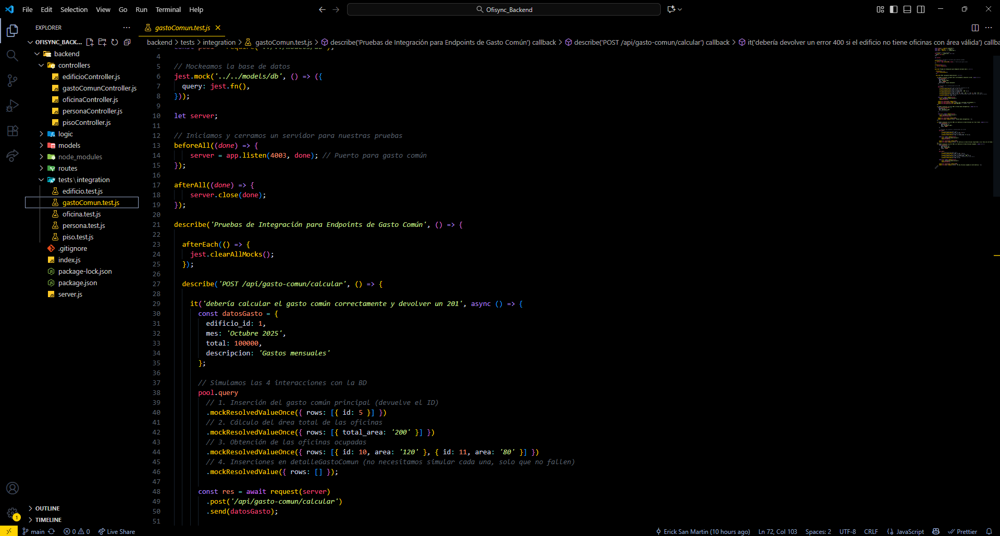 File Edit Selection View Go Run Terminal Help
Ofisync_Backend
EXPLORER
OFISYNC_BACK...
backend
controllers
edificioController.js
gastoComunController.js
oficinaController.js
personaController.js
pisoController.js
logic
models
node_modules
routes
tests\integration
edificio.test.js
gastoComun.test.js
oficina.test.js
persona.test.js
piso.test.js
.gitignore
index.js
package-lock.json
package.json
server.js
OUTLINE
TIMELINE
gastoComun.test.js
backend > tests > integration > gastoComun.test.js > describe('Pruebas de Integración para Endpoints de Gasto Común') callback > describe('POST /api/gasto-comun/calcular') callback > it('debería devolver un error 400 si el edificio no tiene oficinas con área válida') callba
3 const pool = require('../../models/db');
4
5 // Mockeamos la base de datos
6 jest.mock('../../models/db', () => ({
7 query: jest.fn(),
8 }));
9
10 let server;
11
12 // Iniciamos y cerramos un servidor para nuestras pruebas
13 beforeAll((done) => {
14 server = app.listen(4003, done); // Puerto para gasto común
15 });
16
17 afterAll((done) => {
18 server.close(done);
19 });
20
21 describe('Pruebas de Integración para Endpoints de Gasto Común', () => {
22
23 afterEach(() => {
24 jest.clearAllMocks();
25 });
26
27 describe('POST /api/gasto-comun/calcular', () => {
28
29 it('debería calcular el gasto común correctamente y devolver un 201', async () => {
30 const datosGasto = {
31 edificio_id: 1,
32 mes: 'Octubre 2025',
33 total: 100000,
34 descripcion: 'Gastos mensuales'
35 };
36
37 // Simulamos las 4 interacciones con la BD
38 pool.query
39 // 1. Inserción del gasto común principal (devuelve el ID)
40 .mockResolvedValueOnce({ rows: [{ id: 5 }] })
41 // 2. Cálculo del área total de las oficinas
42 .mockResolvedValueOnce({ rows: [{ total_area: '200' }] })
43 // 3. Obtención de las oficinas ocupadas
44 .mockResolvedValueOnce({ rows: [{ id: 10, area: '120' }, { id: 11, area: '80' }] })
45 // 4. Inserciones en detalleGastoComun (no necesitamos simular cada una, solo que no fallen)
46 .mockResolvedValue({ rows: [] });
47
48 const res = await request(server)
49 .post('/api/gasto-comun/calcular')
50 .send(datosGasto);
51
1
main
0 0
Live Share
Erick San Martin (10 hours ago)
Ln 72, Col 103
Spaces: 2
UTF-8
CRLF
JavaScript
Prettier